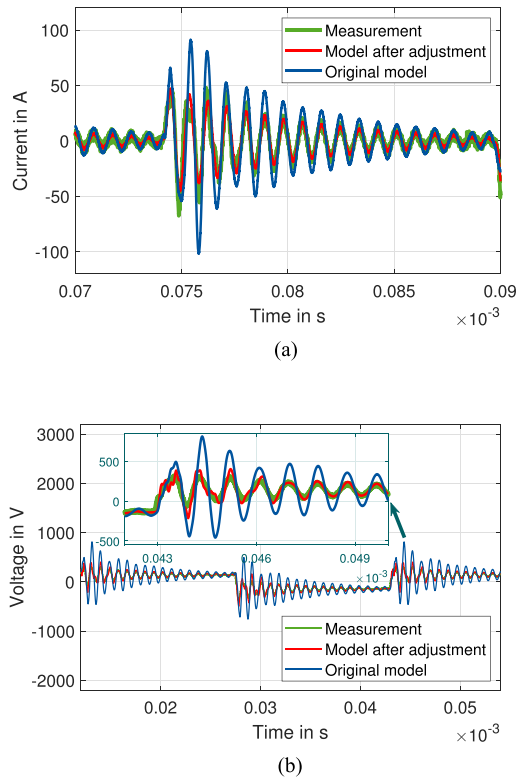 100
50
0
-50
-100
Current in A
Measurement
Model after adjustment
Original model
0.07
0.075
0.08
0.085
0.09
Time in s
×10-3
(a)
3000
2000
1000
0
-1000
-2000
Voltage in V
500
0
-500
0.043
0.046
0.049
×10-3
Measurement
Model after adjustment
Original model
0.02
0.03
0.04
0.05
Time in s
×10-3
(b)